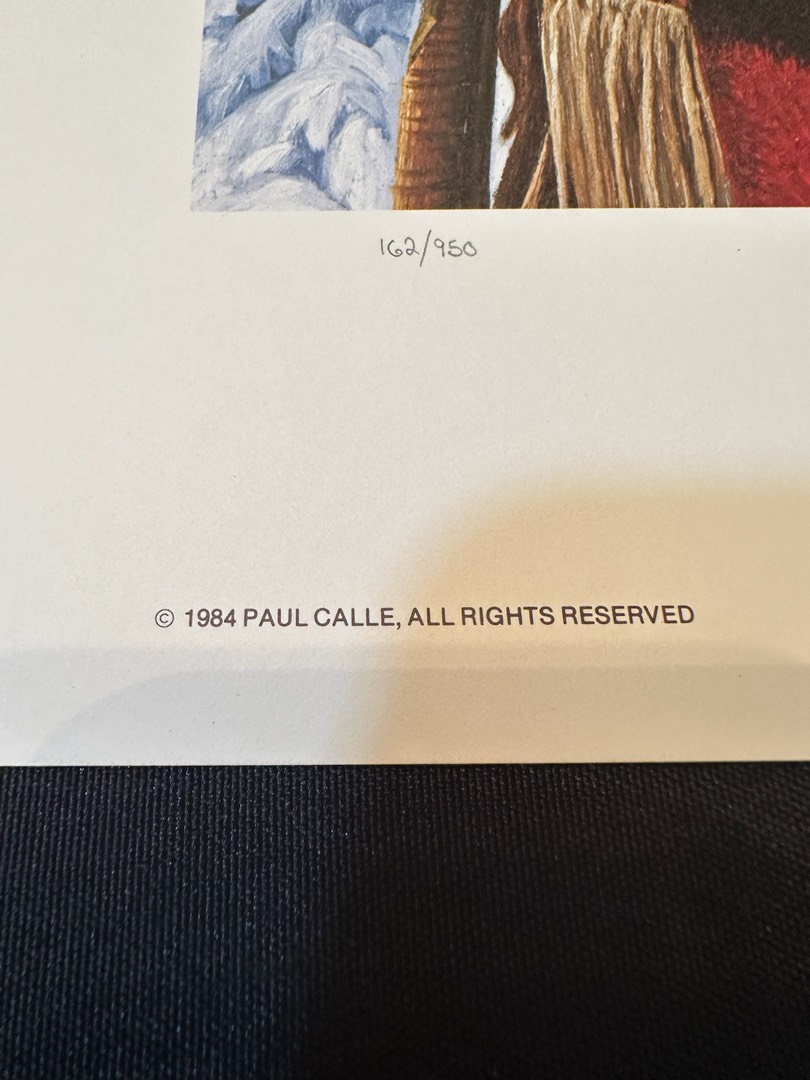 162/950
© 1984 PAUL CALLE, ALL RIGHTS RESERVED